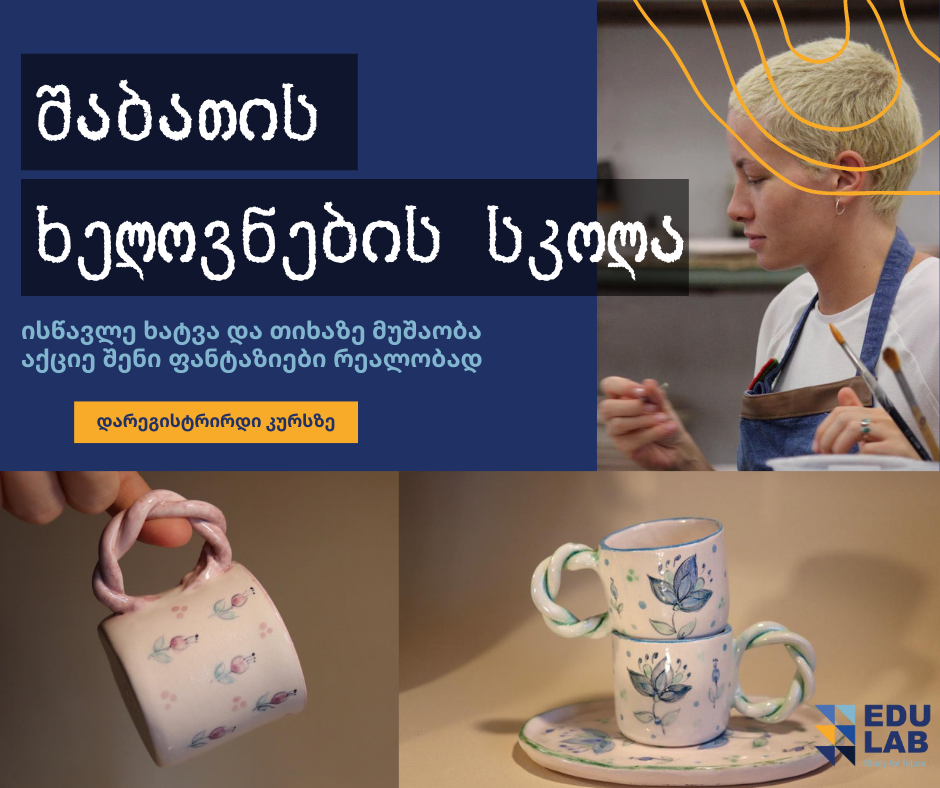 შაბათის
ხელოვნების სკოლა
ისწავლე ხატვა და თიხაზე მუშაობა
აქციე შენი ფანტაზიები რეალობად
დარეგისტრირდი კურსზე
EDU
LAB